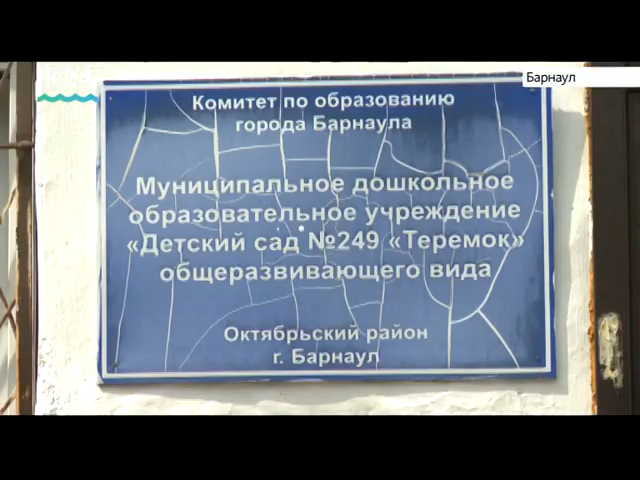 Барнаул
Комитет по образованию
города Барнаула
Муниципальное дошкольное
образовательное учреждение
«Детский сад №249 «Теремок»
общеразвивающего вида
Октябрьский район
г. Барнаул